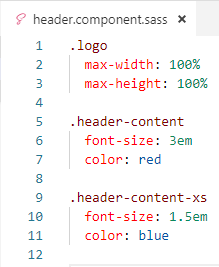 header.component.sass ×
1 .logo
2   max-width: 100%
3   max-height: 100%
4
5 .header-content
6   font-size: 3em
7   color: red
8
9 .header-content-xs
10   font-size: 1.5em
11   color: blue
12